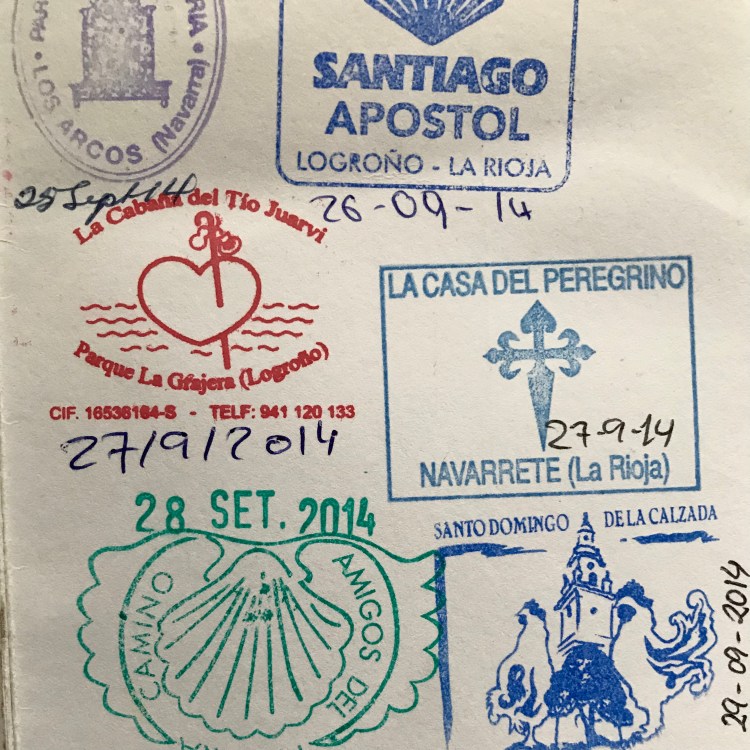 PAR
RIA
• LOS ARCOS (Navarra) •
25 Sept 14
SANTIAGO
APOSTOL
LOGROÑO - LA RIOJA
26-09-14
La Cabaña del Tío Juarvi
Parque La Grajera (Logroño)
CIF. 16536164-S - TELF: 941 120 133
27/9/2014
LA CASA DEL PEREGRINO
27-9-14
NAVARRETE (La Rioja)
28 SET. 2014
AMIGOS DEL
CAMINO
SANTO DOMINGO DE LA CALZADA
29-09-2014